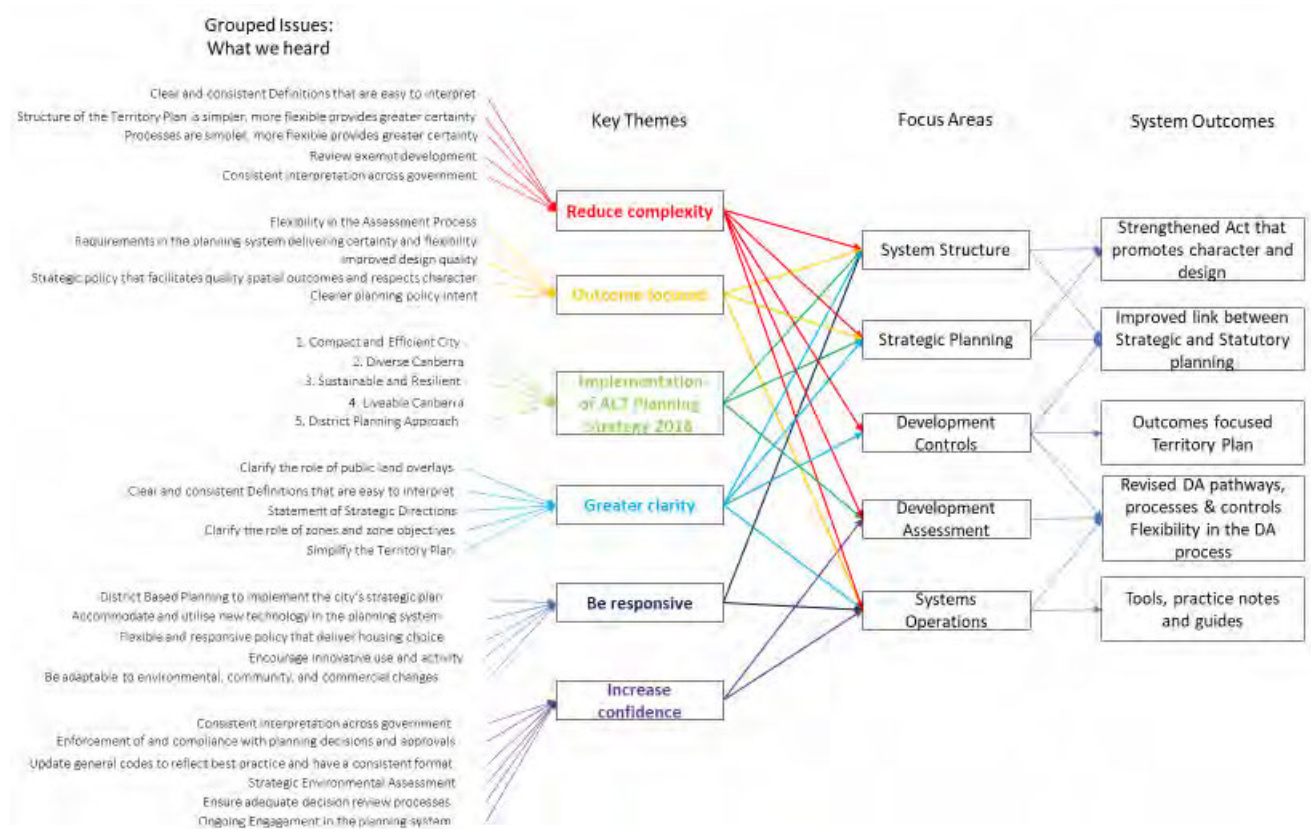 Grouped Issues:
What we heard
Clear and consistent Definitions that are easy to interpret
Structure of the Territory Plan is simpler, more flexible provides greater certainty
Processes are simpler, more flexible provides greater certainty
Review exempt development
Consistent interpretation across government
Flexibility in the Assessment Process
Requirements in the planning system delivering certainty and flexibility
Improved design quality
Strategic policy that facilitates quality spatial outcomes and respects character
Clearer planning policy intent
1. Compact and Efficient City
2. Diverse Canberra
3. Sustainable and Resilient
4. Liveable Canberra
5. District Planning Approach
Clarify the role of public land overlays
Clear and consistent Definitions that are easy to interpret
Statement of Strategic Directions
Clarify the role of zones and zone objectives
Simplify the Territory Plan
District Based Planning to implement the city's strategic plan
Accommodate and utilise new technology in the planning system
Flexible and responsive policy that deliver housing choice
Encourage innovative use and activity
Be adaptable to environmental, community, and commercial changes
Consistent interpretation across government
Enforcement of and compliance with planning decisions and approvals
Update general codes to reflect best practice and have a consistent format
Strategic Environmental Assessment
Ensure adequate decision review processes
Ongoing Engagement in the planning system
Key Themes
Reduce complexity
Outcome focused
Implementation
of ACT Planning
Strategy 2018
Greater clarity
Be responsive
Increase
confidence
Focus Areas
System Structure
Strategic Planning
Development
Controls
Development
Assessment
Systems
Operations
System Outcomes
Strengthened Act that
promotes character and
design
Improved link between
Strategic and Statutory
planning
Outcomes focused
Territory Plan
Revised DA pathways,
processes & controls
Flexibility in the DA
process
Tools, practice notes
and guides